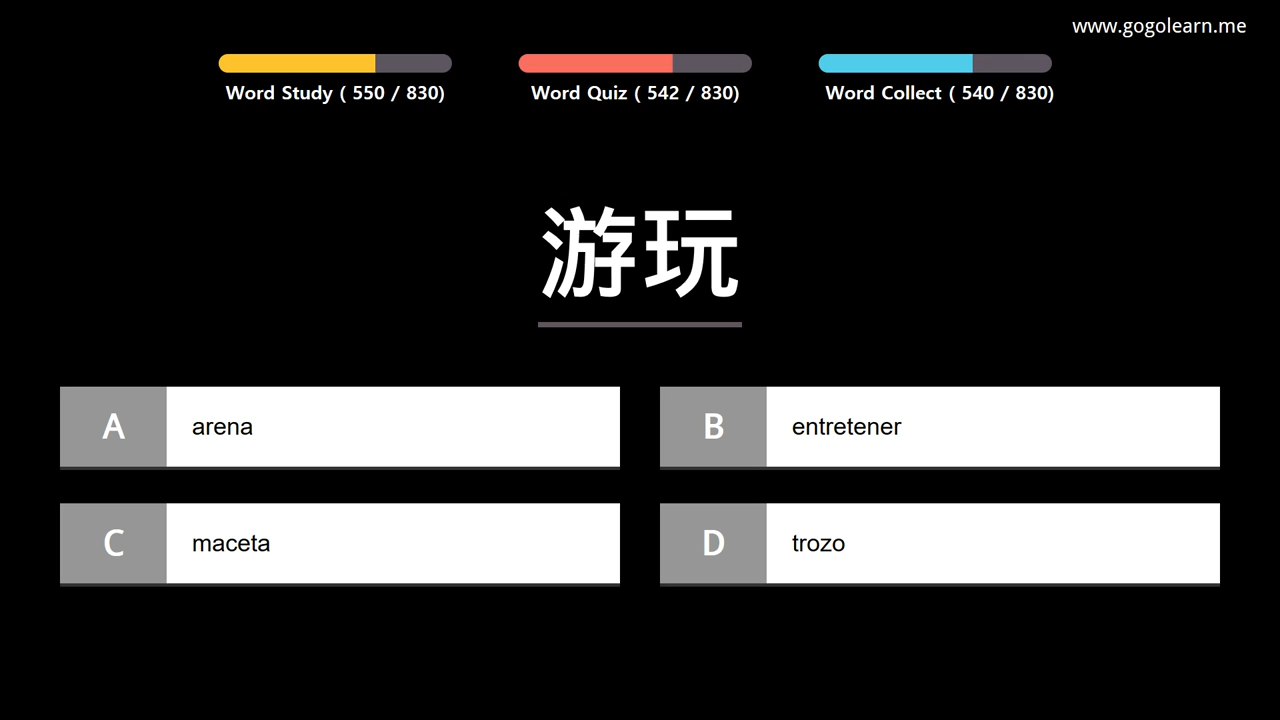 www.gogolearn.me
Word Study ( 550 / 830)
Word Quiz ( 542 / 830)
Word Collect ( 540 / 830)
游玩
A arena
B entretener
C maceta
D trozo